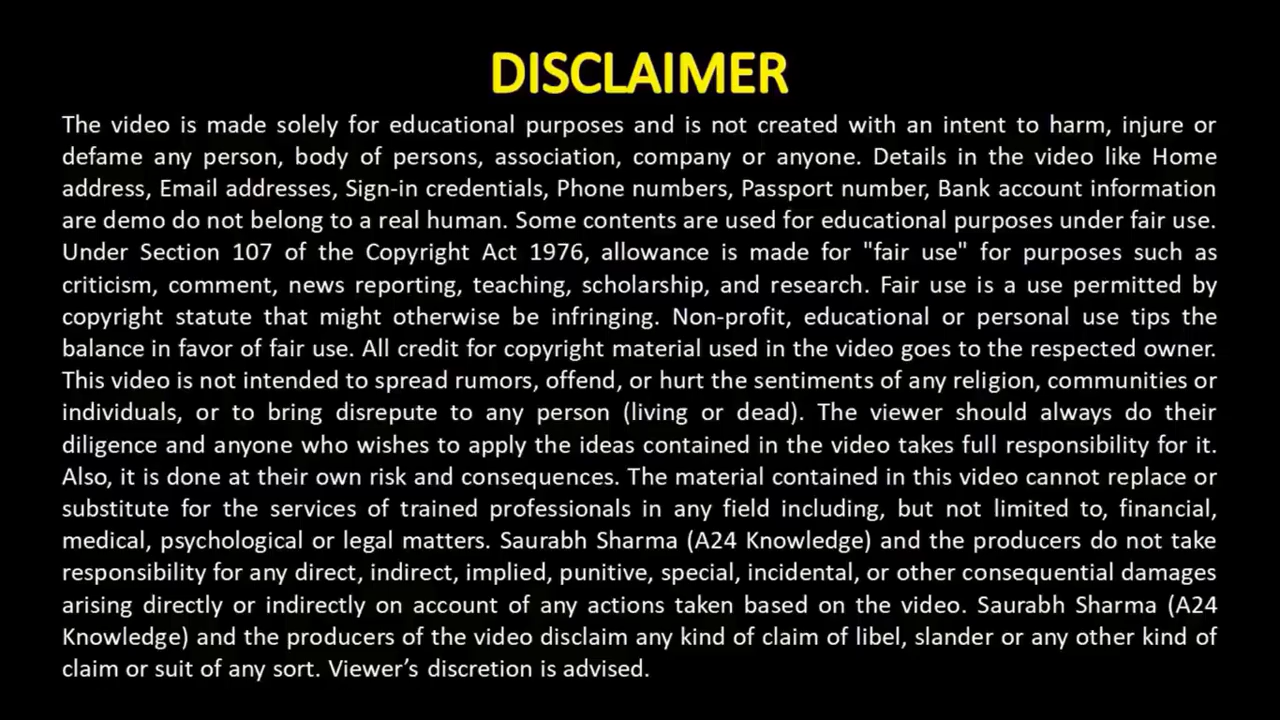 DISCLAIMER
The video is made solely for educational purposes and is not created with an intent to harm, injure or
defame any person, body of persons, association, company or anyone. Details in the video like Home
address, Email addresses, Sign-in credentials, Phone numbers, Passport number, Bank account information
are demo do not belong to a real human. Some contents are used for educational purposes under fair use.
Under Section 107 of the Copyright Act 1976, allowance is made for "fair use" for purposes such as
criticism, comment, news reporting, teaching, scholarship, and research. Fair use is a use permitted by
copyright statute that might otherwise be infringing. Non-profit, educational or personal use tips the
balance in favor of fair use. All credit for copyright material used in the video goes to the respected owner.
This video is not intended to spread rumors, offend, or hurt the sentiments of any religion, communities or
individuals, or to bring disrepute to any person (living or dead). The viewer should always do their
diligence and anyone who wishes to apply the ideas contained in the video takes full responsibility for it.
Also, it is done at their own risk and consequences. The material contained in this video cannot replace or
substitute for the services of trained professionals in any field including, but not limited to, financial,
medical, psychological or legal matters. Saurabh Sharma (A24 Knowledge) and the producers do not take
responsibility for any direct, indirect, implied, punitive, special, incidental, or other consequential damages
arising directly or indirectly on account of any actions taken based on the video. Saurabh Sharma (A24
Knowledge) and the producers of the video disclaim any kind of claim of libel, slander or any other kind of
claim or suit of any sort. Viewer’s discretion is advised.